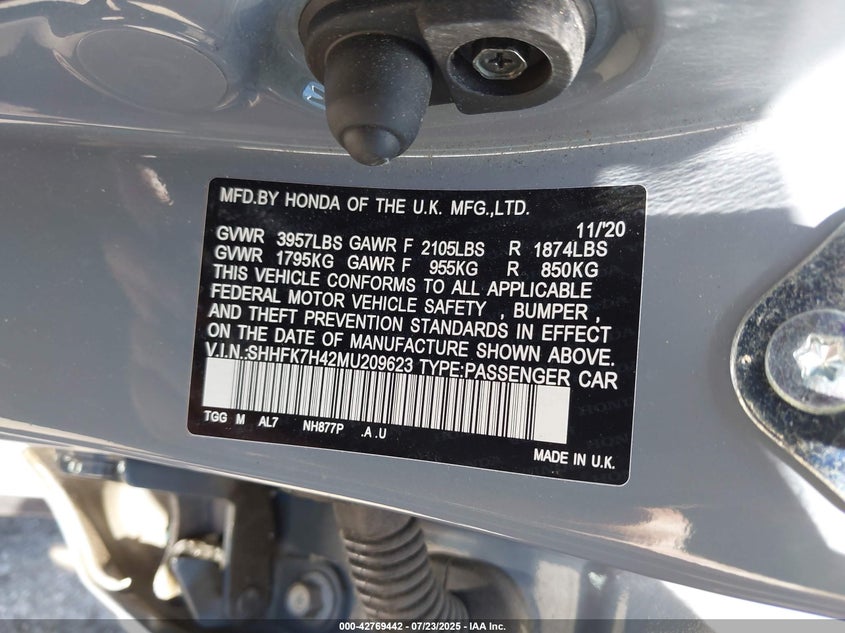 MFD.BY HONDA OF THE U.K. MFG.,LTD.
11/'20
GVWR 3957LBS GAWR F 2105LBS R 1874LBS
GVWR 1795KG GAWR F 955KG R 850KG
THIS VEHICLE CONFORMS TO ALL APPLICABLE
FEDERAL MOTOR VEHICLE SAFETY , BUMPER ,
AND THEFT PREVENTION STANDARDS IN EFFECT
ON THE DATE OF MANUFACTURE SHOWN ABOVE.
V.I.N.:SHHFK7H42MU209623 TYPE:PASSENGER CAR
TGG M AL7 NH877P .A.U
MADE IN U.K.
000-42769442 / 07/23/2025 - IAA Inc.